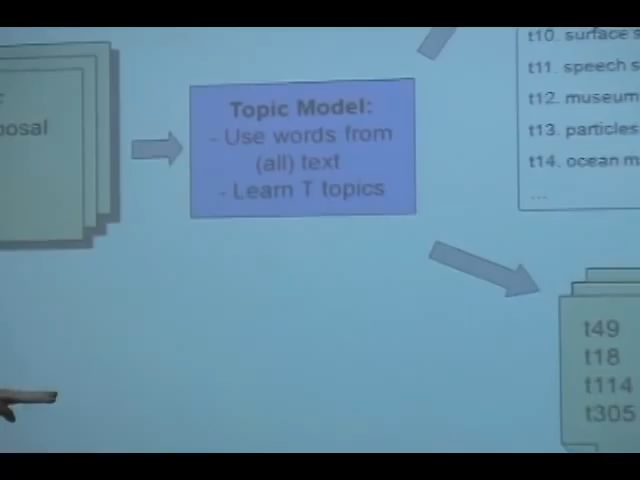 Topic Model:
- Use words from
(all) text
- Learn T topics
t10. surface
t11. speech s
t12. museum
t13. particles
t14. ocean m
...
t49
t18
t114
t305